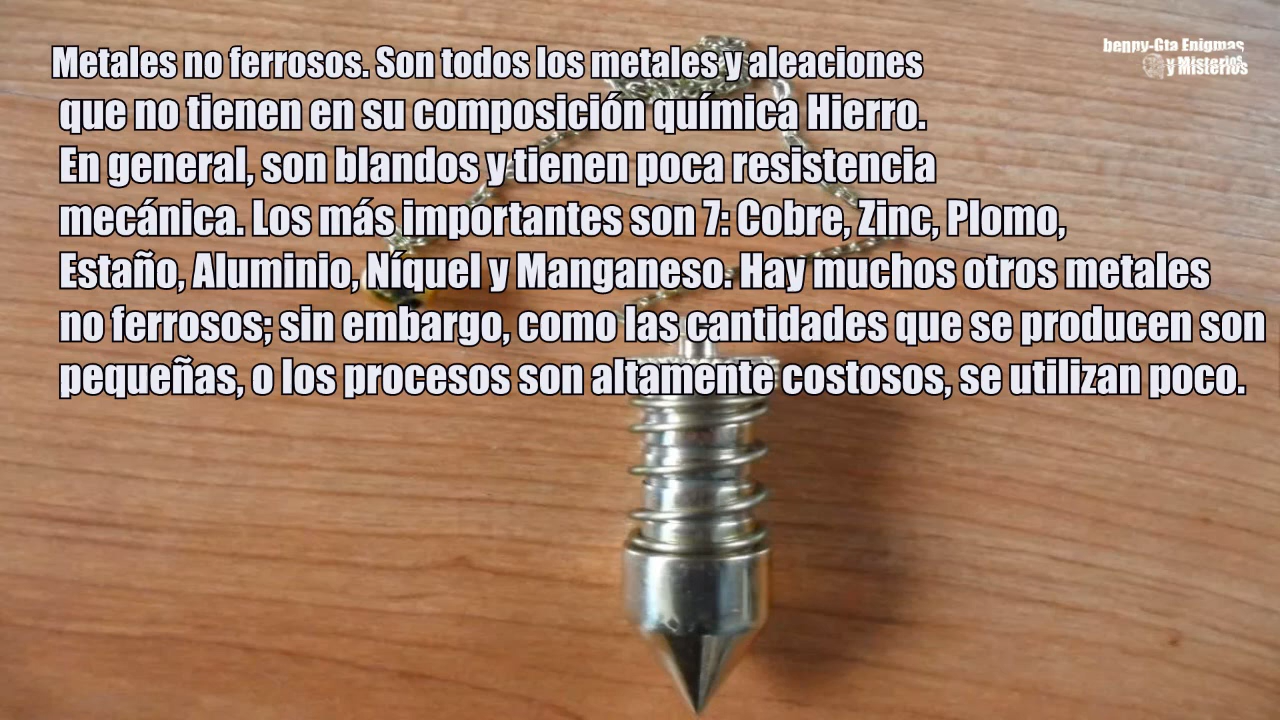 benny-Gta Enigmas
y Misterios
Metales no ferrosos. Son todos los metales y aleaciones
que no tienen en su composición química Hierro.
En general, son blandos y tienen poca resistencia
mecánica. Los más importantes son 7: Cobre, Zinc, Plomo,
Estaño, Aluminio, Níquel y Manganeso. Hay muchos otros metales
no ferrosos; sin embargo, como las cantidades que se producen son
pequeñas, o los procesos son altamente costosos, se utilizan poco.